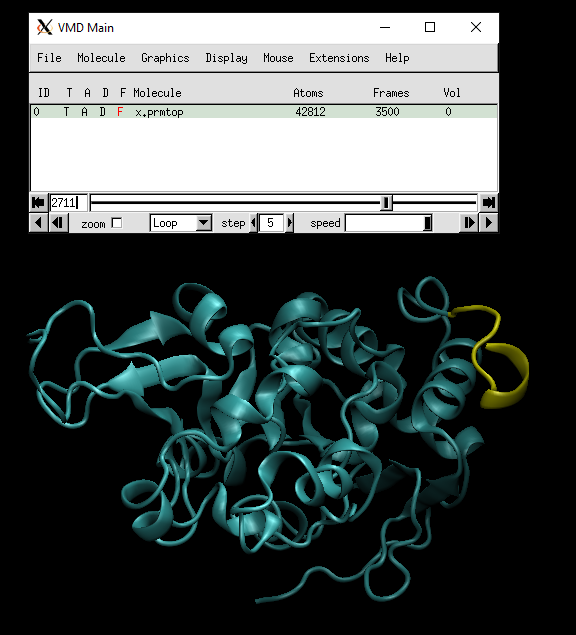 VMD Main
File Molecule Graphics Display Mouse Extensions Help
ID T A D F Molecule Atoms Frames Vol
0 T A D F x.prmtop 42812 3500 0
2711
zoom Loop step 5 speed